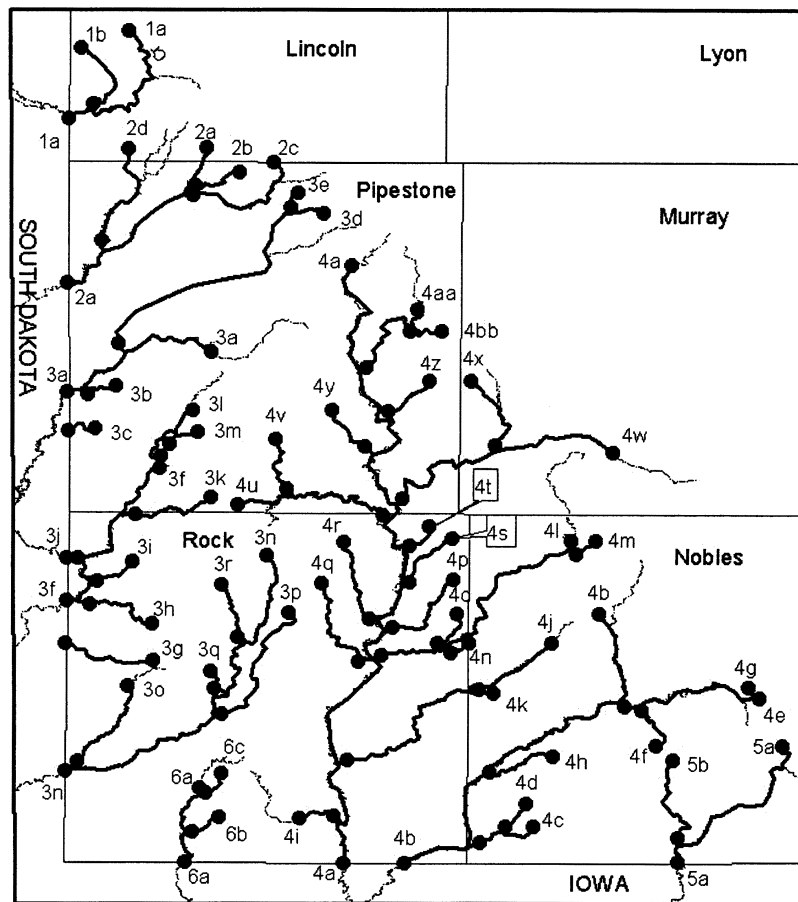 1a
1b
Lincoln
Lyon
1a
2d
2a
2b
2c
3e
Pipestone
3d
Murray
SOUTH DAKOTA
4a
2a
4aa
4bb
3a
4z
4x
3a
3b
3l
4y
3c
4v
3m
4w
3f
3k
4u
4t
3j
Rock
3n
4r
4s
4l
4m
Nobles
3i
3r
4q
4p
3f
3p
4o
4b
3h
4j
3g
3q
4n
4g
3o
4k
4e
6c
4f
5a
3n
6a
4h
5b
4d
6b
4i
4c
6a
4a
4b
5a
IOWA